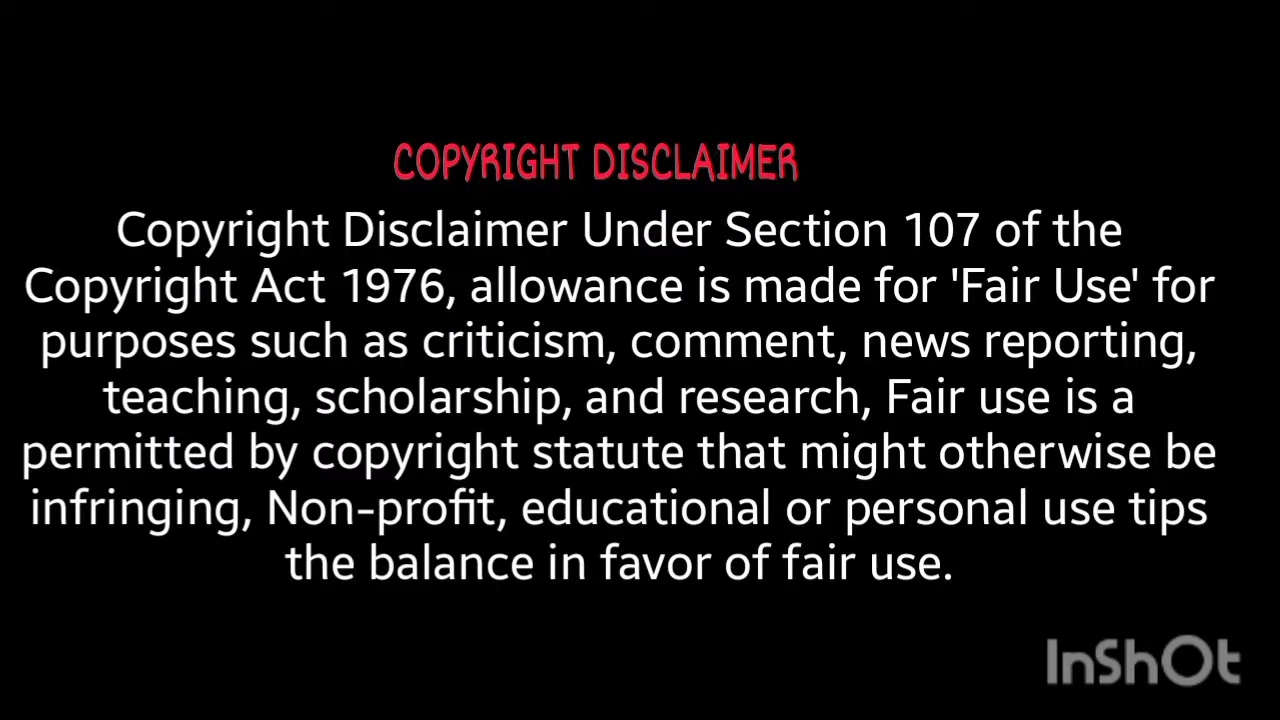 COPYRIGHT DISCLAIMER
Copyright Disclaimer Under Section 107 of the
Copyright Act 1976, allowance is made for 'Fair Use' for
purposes such as criticism, comment, news reporting,
teaching, scholarship, and research, Fair use is a
permitted by copyright statute that might otherwise be
infringing, Non-profit, educational or personal use tips
the balance in favor of fair use.
InShOt